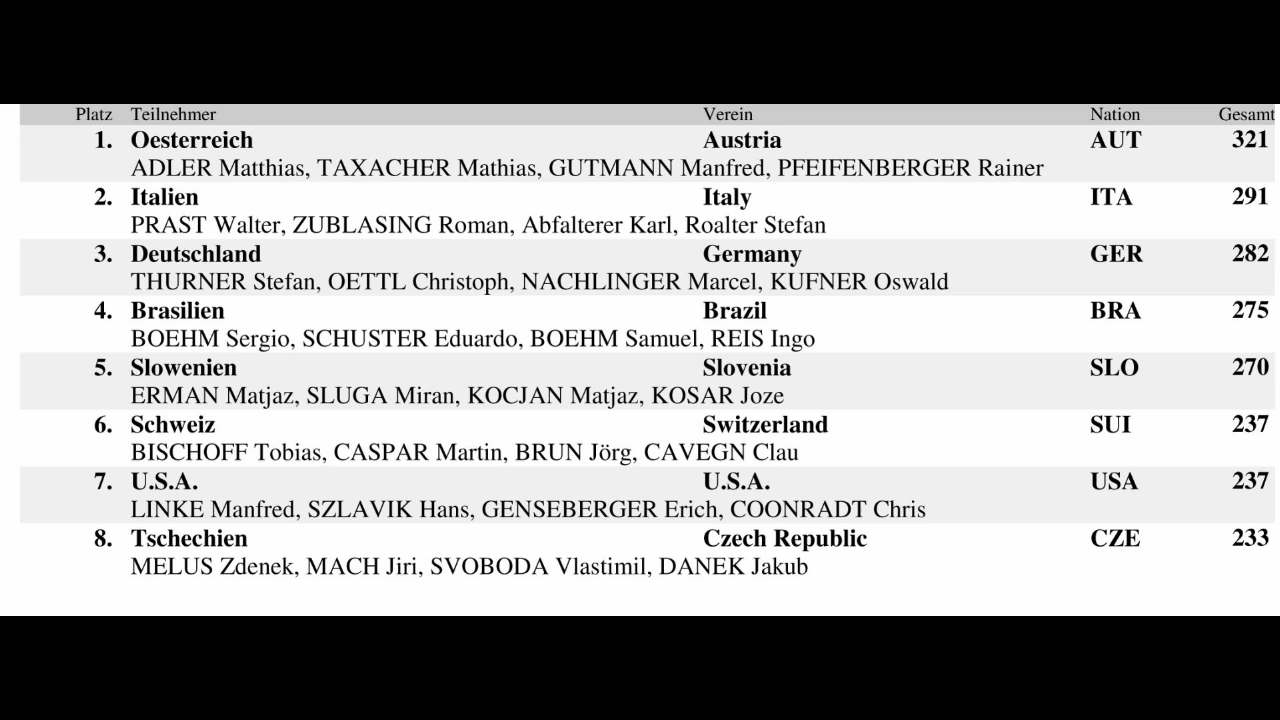 Platz Teilnehmer Verein Nation Gesamt
1. Oesterreich Austria AUT 321
ADLER Matthias, TAXACHER Mathias, GUTMANN Manfred, PFEIFENBERGER Rainer
2. Italien Italy ITA 291
PRAST Walter, ZUBLASING Roman, Abfalterer Karl, Roalter Stefan
3. Deutschland Germany GER 282
THURNER Stefan, OETTL Christoph, NACHLINGER Marcel, KUFNER Oswald
4. Brasilien Brazil BRA 275
BOEHM Sergio, SCHUSTER Eduardo, BOEHM Samuel, REIS Ingo
5. Slowenien Slovenia SLO 270
ERMAN Matjaz, SLUGA Miran, KOCJAN Matjaz, KOSAR Joze
6. Schweiz Switzerland SUI 237
BISCHOFF Tobias, CASPAR Martin, BRUN Jörg, CAVEGN Clau
7. U.S.A. U.S.A. USA 237
LINKE Manfred, SZLAVIK Hans, GENSEBERGER Erich, COONRADT Chris
8. Tschechien Czech Republic CZE 233
MELUS Zdenek, MACH Jiri, SVOBODA Vlastimil, DANEK Jakub